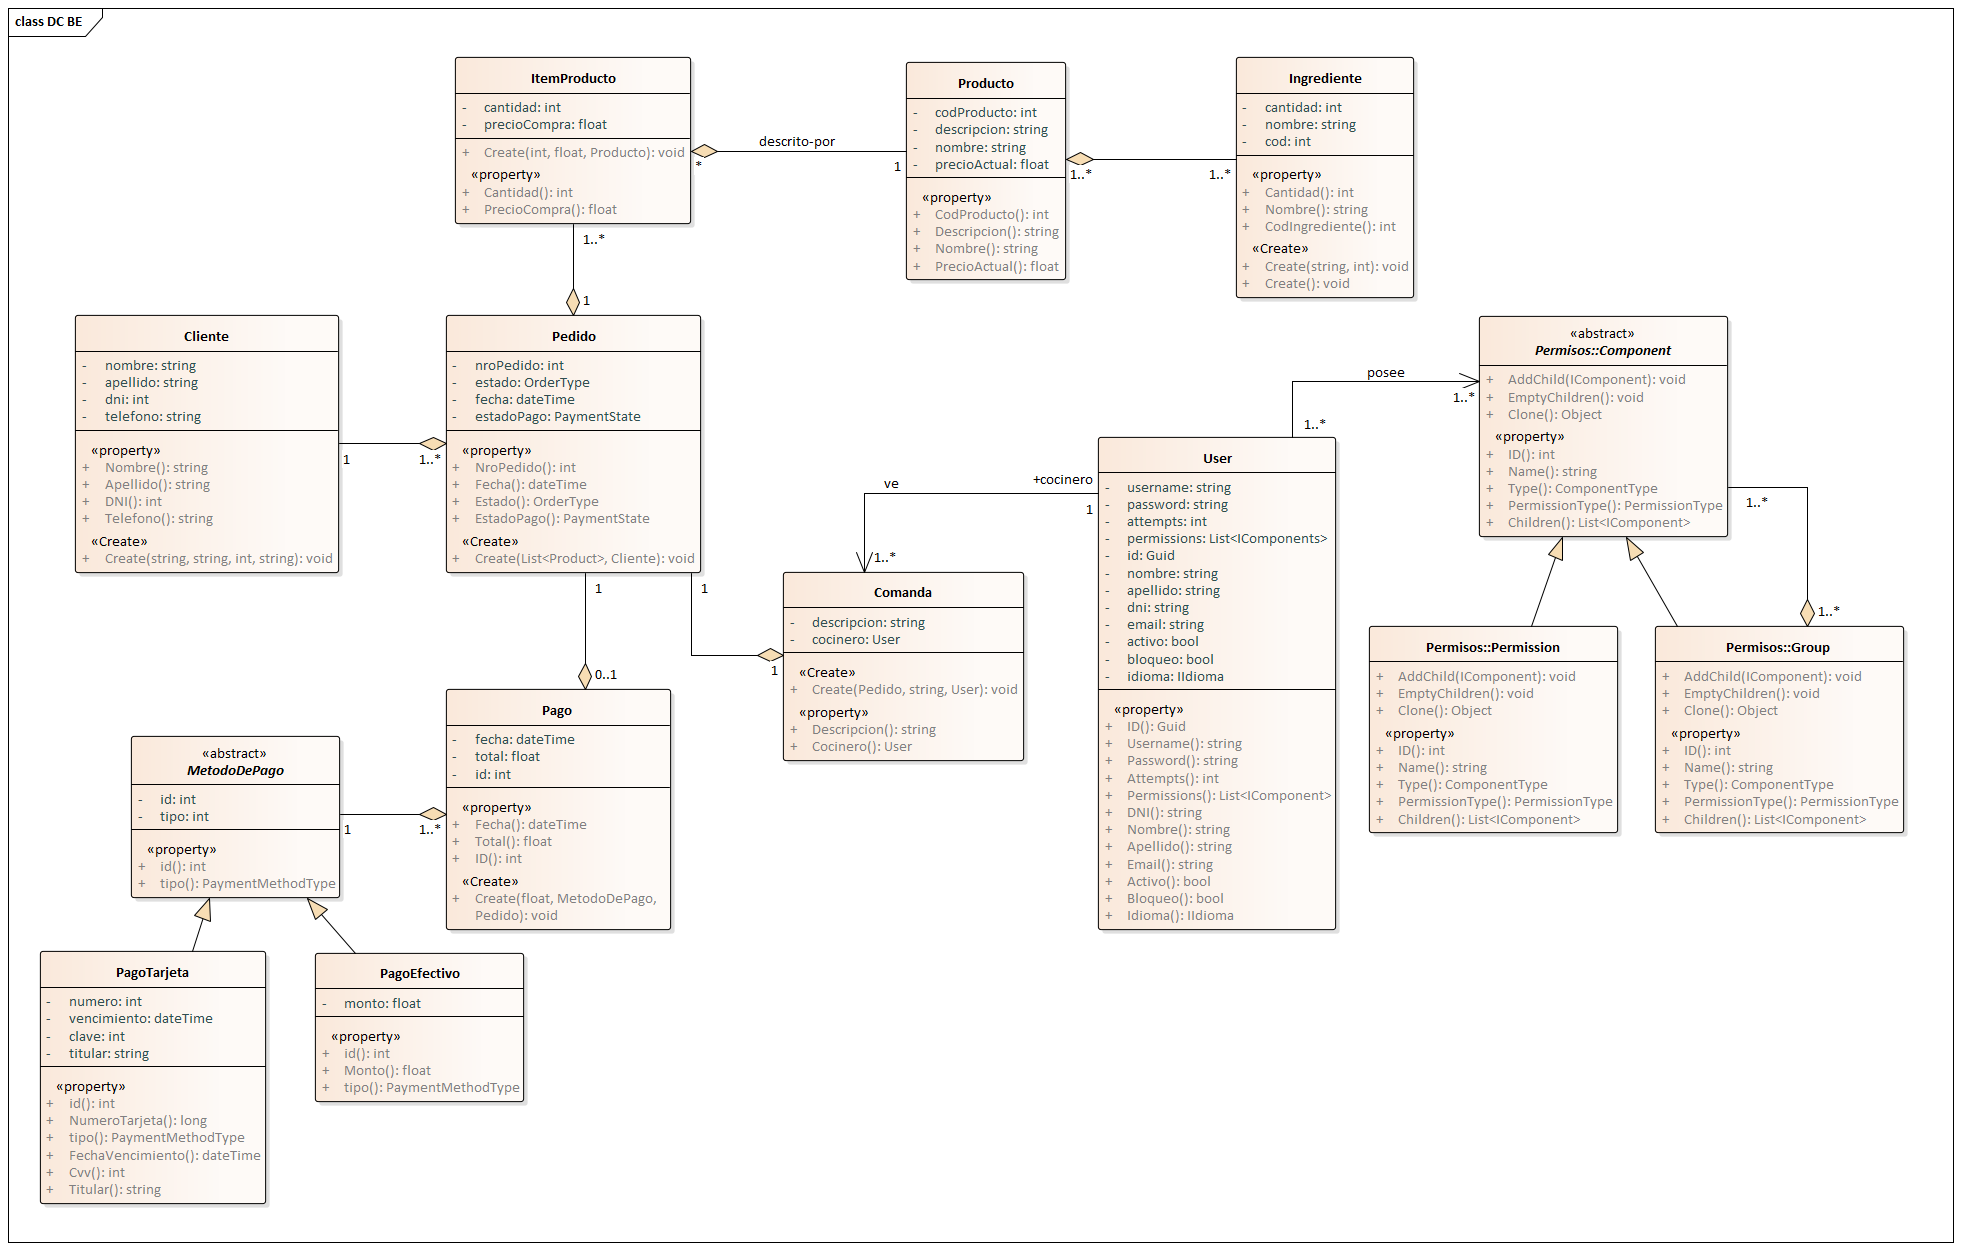 class DC BE
ItemProducto
- cantidad: int
- precioCompra: float
+ Create(int, float, Producto): void
«property»
+ Cantidad(): int
+ PrecioCompra(): float
descrito-por
*
1
Producto
- codProducto: int
- descripcion: string
- nombre: string
- precioActual: float
«property»
+ CodProducto(): int
+ Descripcion(): string
+ Nombre(): string
+ PrecioActual(): float
1..*
1..*
Ingrediente
- cantidad: int
- nombre: string
- cod: int
«property»
+ Cantidad(): int
+ Nombre(): string
+ CodIngrediente(): int
«Create»
+ Create(string, int): void
+ Create(): void
1..*
1
Cliente
- nombre: string
- apellido: string
- dni: int
- telefono: string
«property»
+ Nombre(): string
+ Apellido(): string
+ DNI(): int
+ Telefono(): string
«Create»
+ Create(string, string, int, string): void
1
1..*
Pedido
- nroPedido: int
- estado: OrderType
- fecha: dateTime
- estadoPago: PaymentState
«property»
+ NroPedido(): int
+ Fecha(): dateTime
+ Estado(): OrderType
+ EstadoPago(): PaymentState
«Create»
+ Create(List<Product>, Cliente): void
1
1
0..1
1
ve
+cocinero
1
1..*
Comanda
- descripcion: string
- cocinero: User
«Create»
+ Create(Pedido, string, User): void
«property»
+ Descripcion(): string
+ Cocinero(): User
posee
1..*
1..*
User
- username: string
- password: string
- attempts: int
- permissions: List<IComponents>
- id: Guid
- nombre: string
- apellido: string
- dni: string
- email: string
- activo: bool
- bloqueo: bool
- idioma: IIdioma
«property»
+ ID(): Guid
+ Username(): string
+ Password(): string
+ Attempts(): int
+ Permissions(): List<IComponent>
+ DNI(): string
+ Nombre(): string
+ Apellido(): string
+ Email(): string
+ Activo(): bool
+ Bloqueo(): bool
+ Idioma(): IIdioma
«abstract»
Permisos::Component
+ AddChild(IComponent): void
+ EmptyChildren(): void
+ Clone(): Object
«property»
+ ID(): int
+ Name(): string
+ Type(): ComponentType
+ PermissionType(): PermissionType
+ Children(): List<IComponent>
1..*
1..*
Permisos::Permission
+ AddChild(IComponent): void
+ EmptyChildren(): void
+ Clone(): Object
«property»
+ ID(): int
+ Name(): string
+ Type(): ComponentType
+ PermissionType(): PermissionType
+ Children(): List<IComponent>
Permisos::Group
+ AddChild(IComponent): void
+ EmptyChildren(): void
+ Clone(): Object
«property»
+ ID(): int
+ Name(): string
+ Type(): ComponentType
+ PermissionType(): PermissionType
+ Children(): List<IComponent>
Pago
- fecha: dateTime
- total: float
- id: int
«property»
+ Fecha(): dateTime
+ Total(): float
+ ID(): int
«Create»
+ Create(float, MetodoDePago,
Pedido): void
«abstract»
MetodoDePago
- id: int
- tipo: int
«property»
+ id(): int
+ tipo(): PaymentMethodType
1
1..*
PagoTarjeta
- numero: int
- vencimiento: dateTime
- clave: int
- titular: string
«property»
+ id(): int
+ NumeroTarjeta(): long
+ tipo(): PaymentMethodType
+ FechaVencimiento(): dateTime
+ Cvv(): int
+ Titular(): string
PagoEfectivo
- monto: float
«property»
+ id(): int
+ Monto(): float
+ tipo(): PaymentMethodType